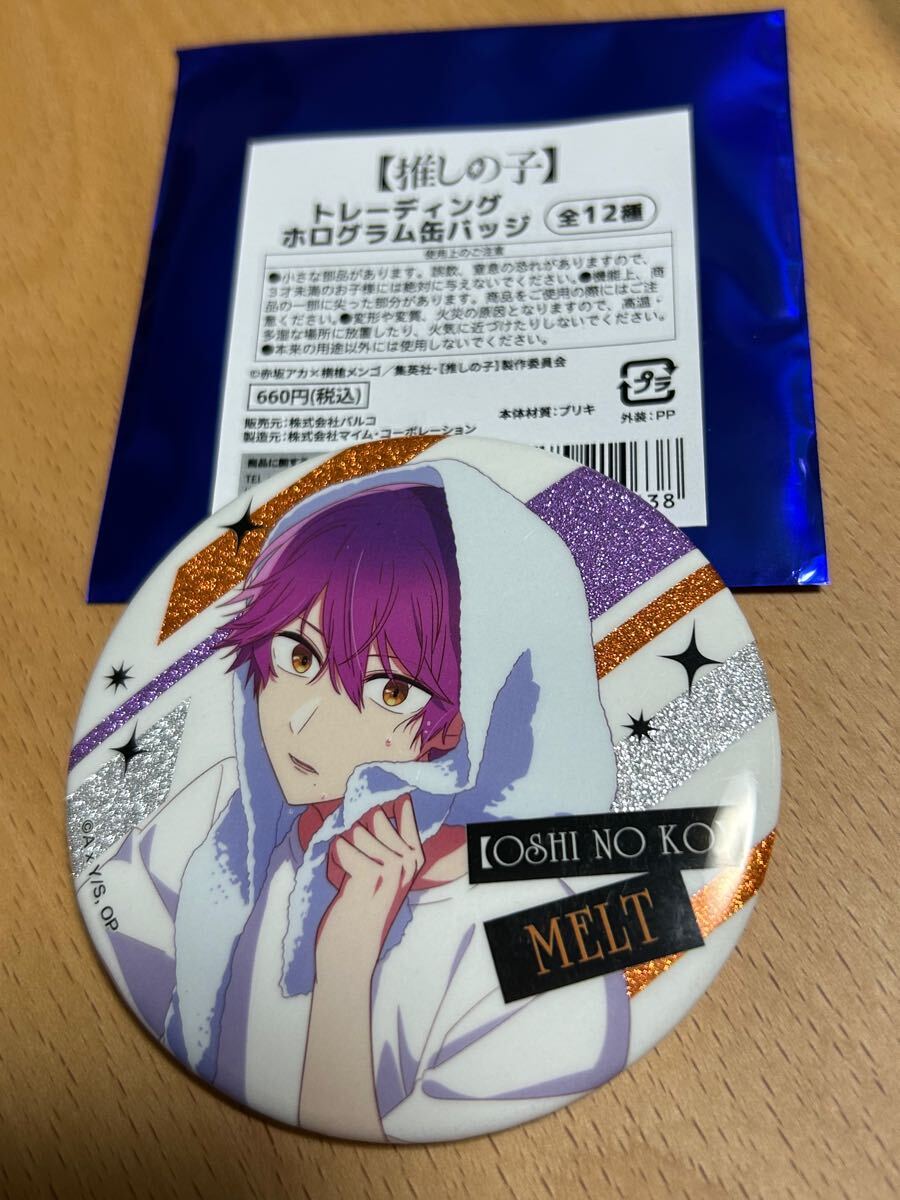 【推しの子】
トレーディング
ホログラム缶バッジ
全12種
使用上のご注意
●小さな部品があります。誤飲、窒息の恐れがありますので、
3才未満のお子様には絶対に与えないでください。●機能上、商
品の一部に尖った部分があります。商品をご使用の際にはご注
意ください。●変形や変質、火災の原因となりますので、高温・
多湿な場所に放置したり、火気に近づけたりしないでください。
●本来の用途以外には使用しないでください。
©赤坂アカ×横槍メンゴ/集英社・【推しの子】製作委員会
660円(税込)
プラ
販売元:株式会社パルコ
本体材質:ブリキ
外装:PP
製造元:株式会社マイム・コーポレーション
商品に関す
TEL
38
【OSHI NO KO】
MELT
©A×Y/S, OP